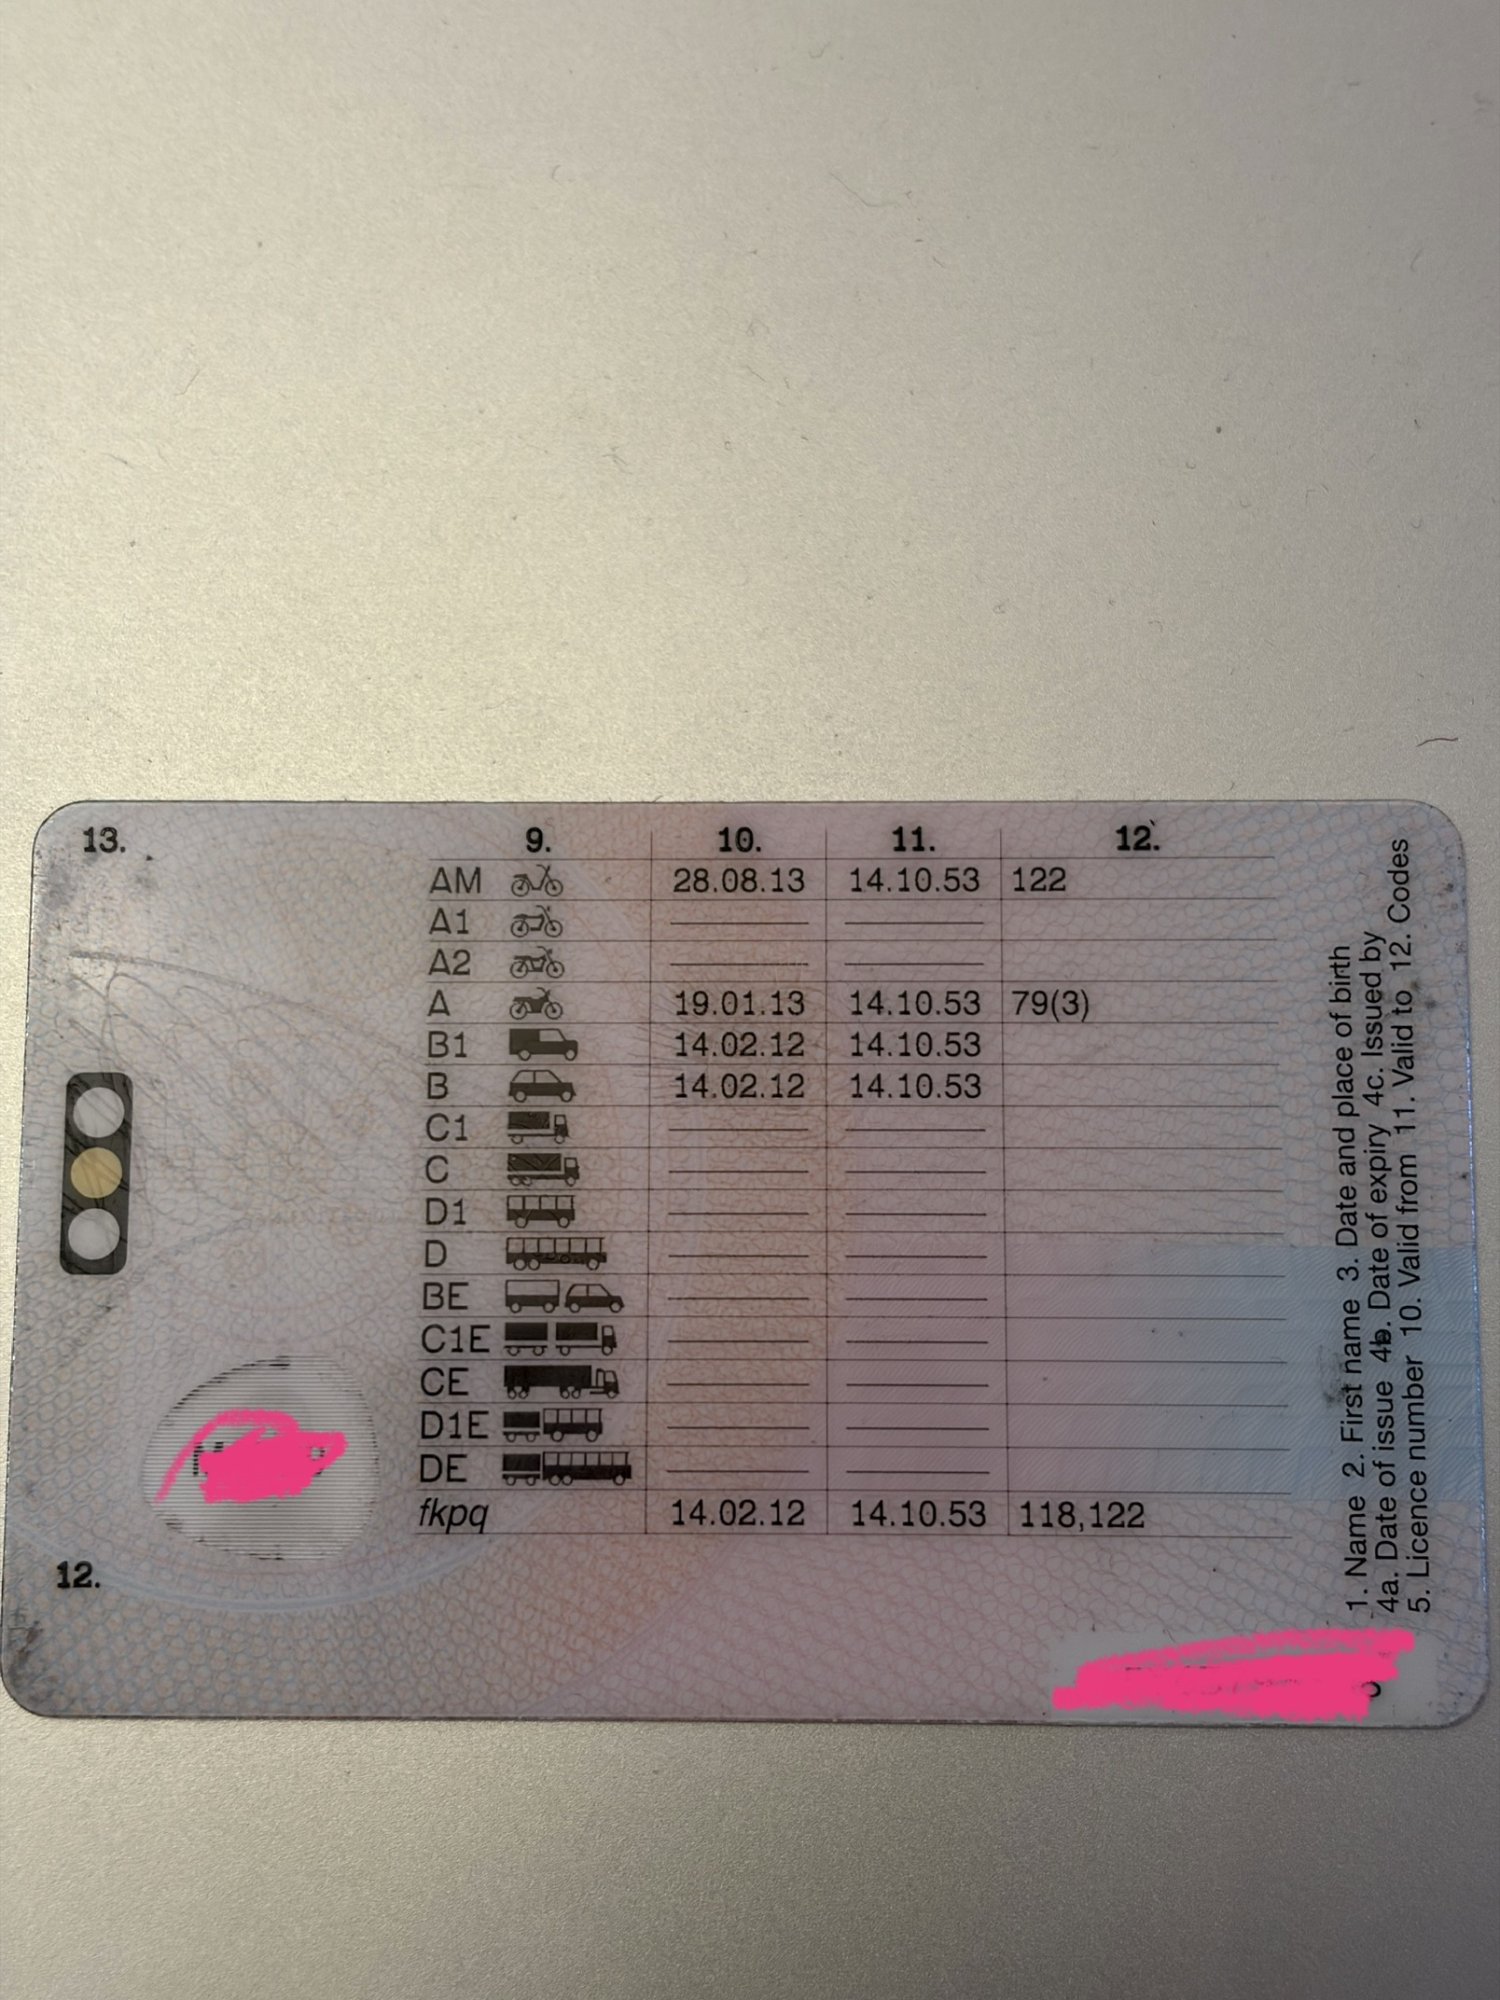 13.
9. 10. 11. 12.
AM 28.08.13 14.10.53 122
A1
A2
A 19.01.13 14.10.53 79(3)
B1 14.02.12 14.10.53
B 14.02.12 14.10.53
C1
C
D1
D
BE
C1E
CE
D1E
DE
fkpq 14.02.12 14.10.53 118,122
12.
1. Name 2. First name 3. Date and place of birth
4a. Date of issue 4b. Date of expiry 4c. Issued by
5. Licence number 10. Valid from 11. Valid to 12. Codes